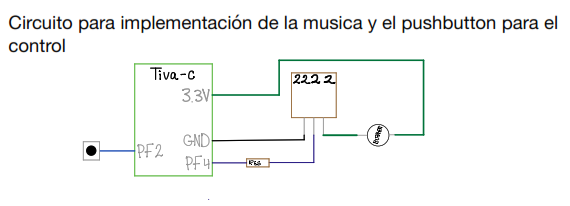 Circuito para implementación de la musica y el pushbutton para el
control
Tiva-C
2222
3.3V
GND
PF2
PF4